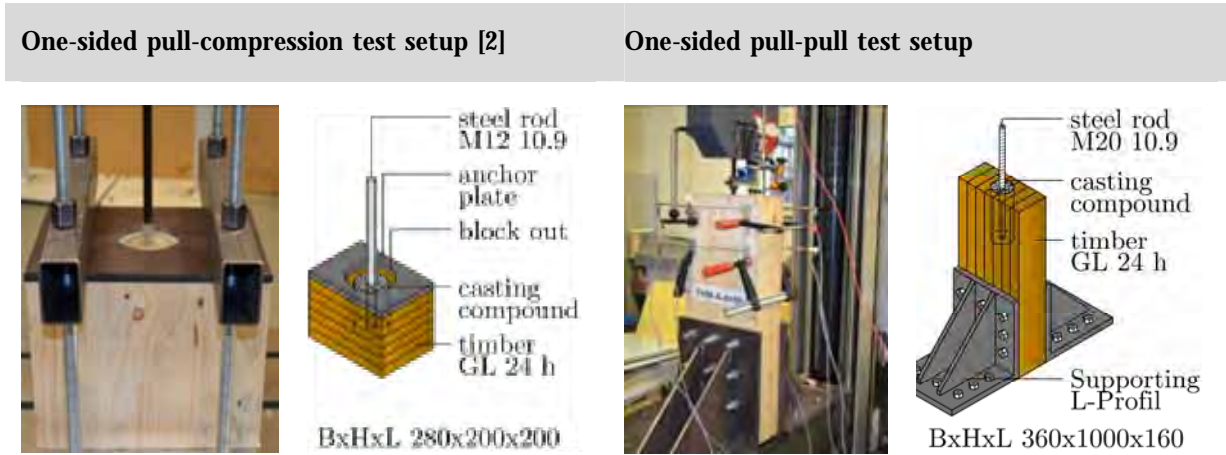 One-sided pull-compression test setup [2]
One-sided pull-pull test setup
steel rod
M12 10.9
anchor
plate
block out
casting
compound
timber
GL 24 h
BxHxL 280x200x200
steel rod
M20 10.9
casting
compound
timber
GL 24 h
Supporting
L-Profil
BxHxL 360x1000x160